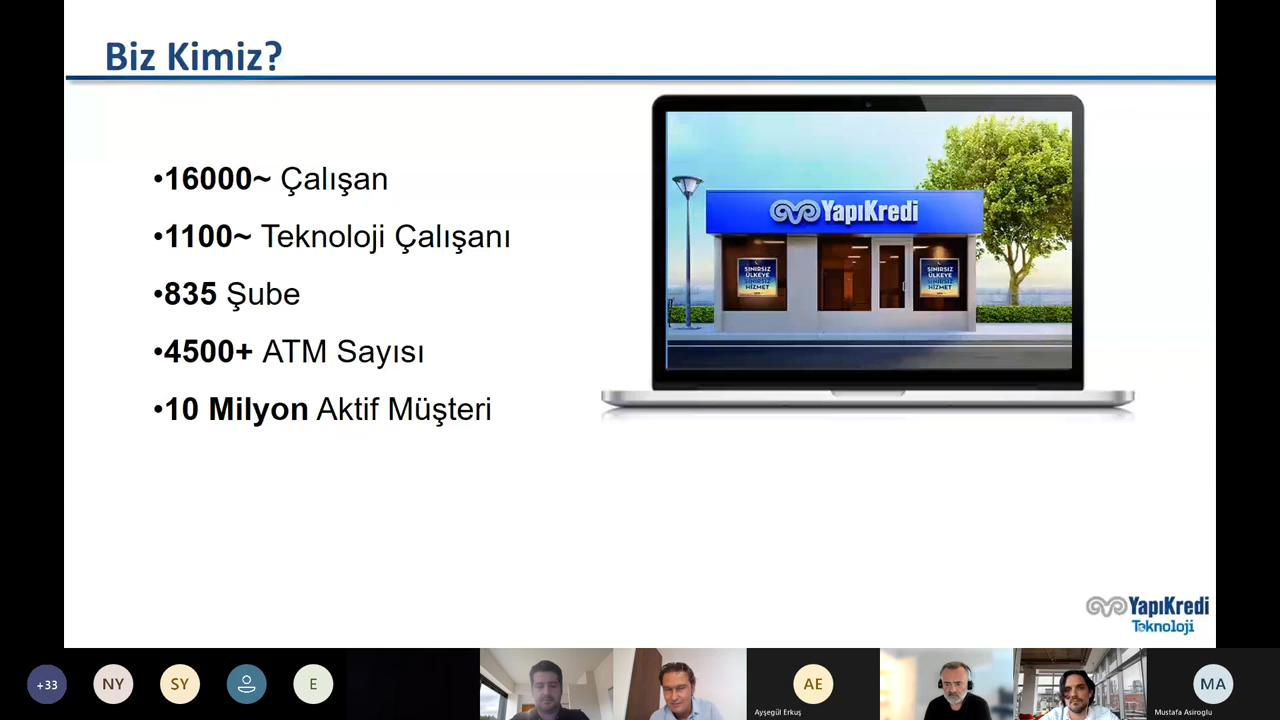 Biz Kimiz?
•16000~ Çalışan
•1100~ Teknoloji Çalışanı
•835 Şube
•4500+ ATM Sayısı
•10 Milyon Aktif Müşteri
YapıKredi
SINIRSIZ
ÜLKEYE
SINIRSIZ
HİZMET
SINIRSIZ
ÜLKEYE
SINIRSIZ
HİZMET
YapıKredi
Teknoloji
+33
NY
SY
E
AE
Ayşegül Erkuş
MA
Mustafa Asiroglu